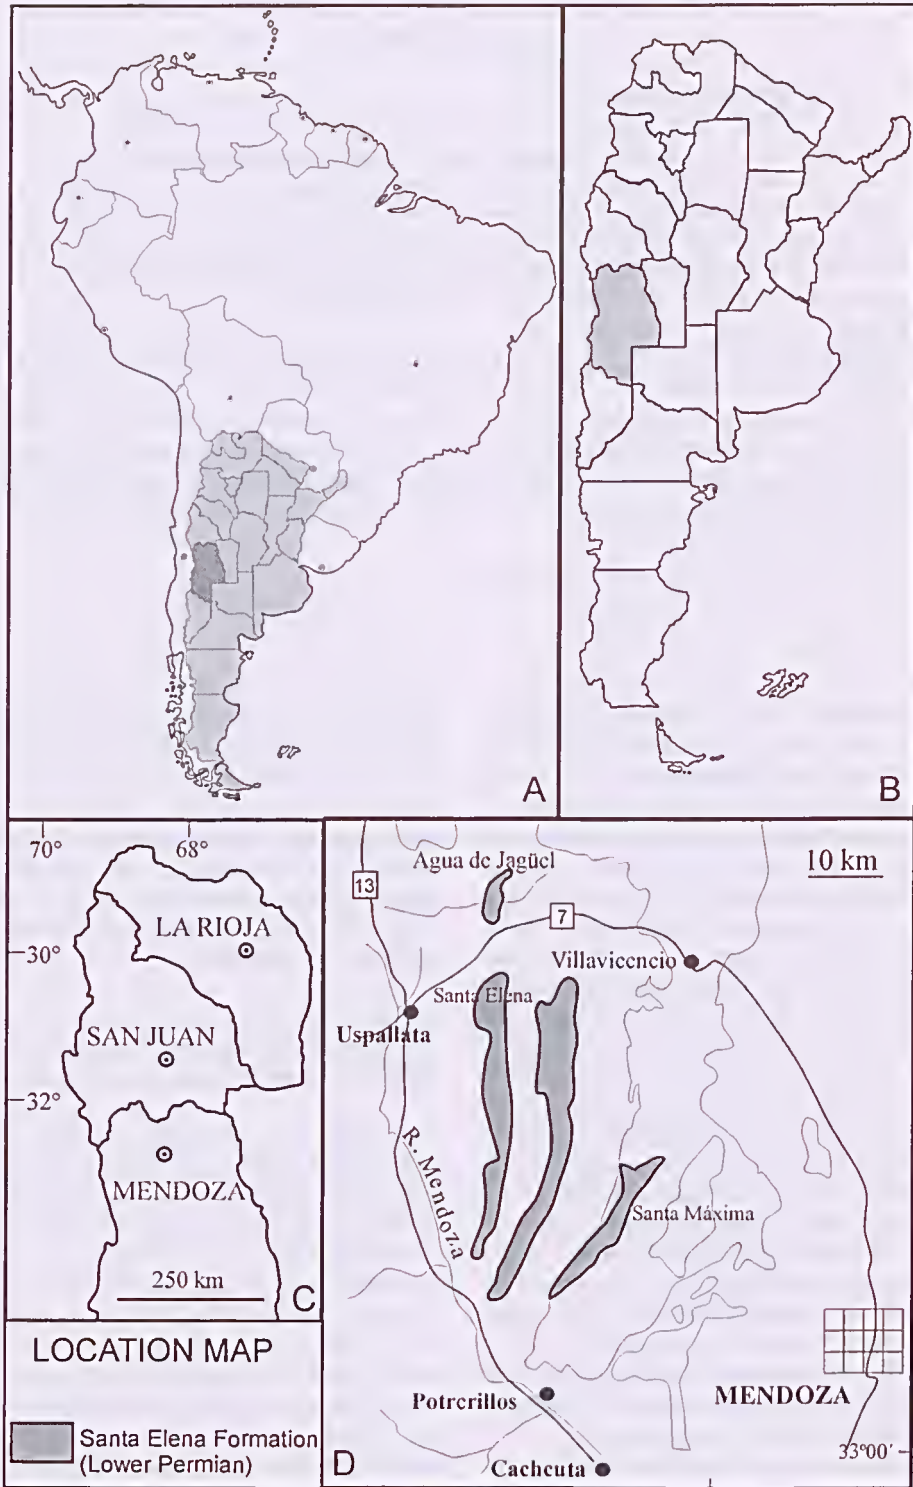 A
B
70°
68°
LA RIOJA
30°
SAN JUAN
32°
MENDOZA
250 km
C
LOCATION MAP
Santa Elena Formation
(Lower Permian)
Agua de Jagüel
10 km
13
7
Villavicencio
Santa Elena
Uspallata
R. Mendoza
Santa Máxima
MENDOZA
Potrerillos
33°00'
D
Cacheuta